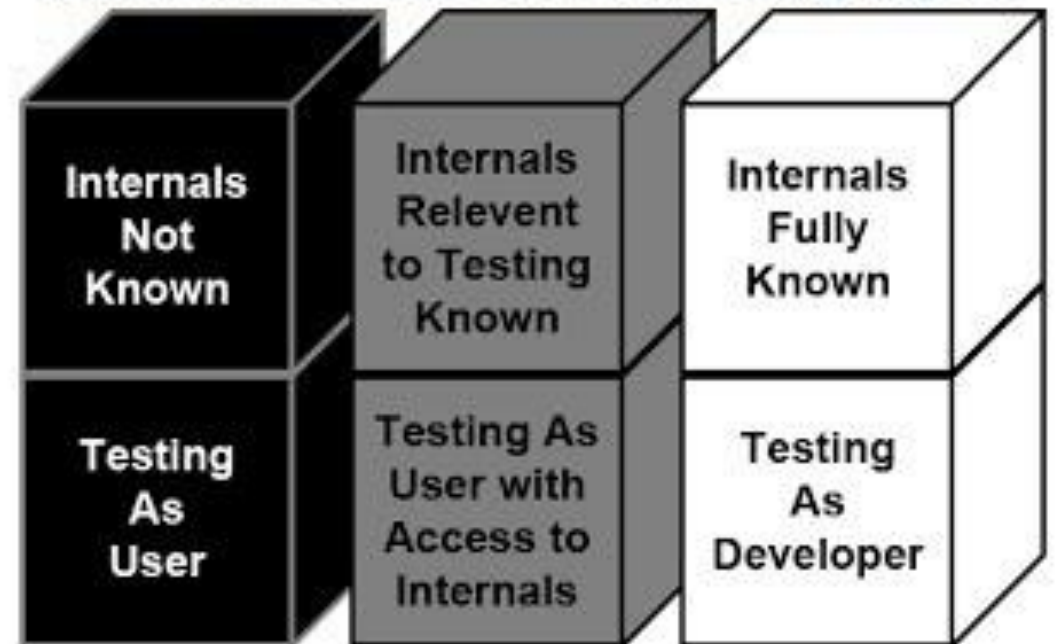 Internals
Not
Known
Testing
As
User
Internals
Relevent
to Testing
Known
Testing As
User with
Access to
Internals
Internals
Fully
Known
Testing
As
Developer